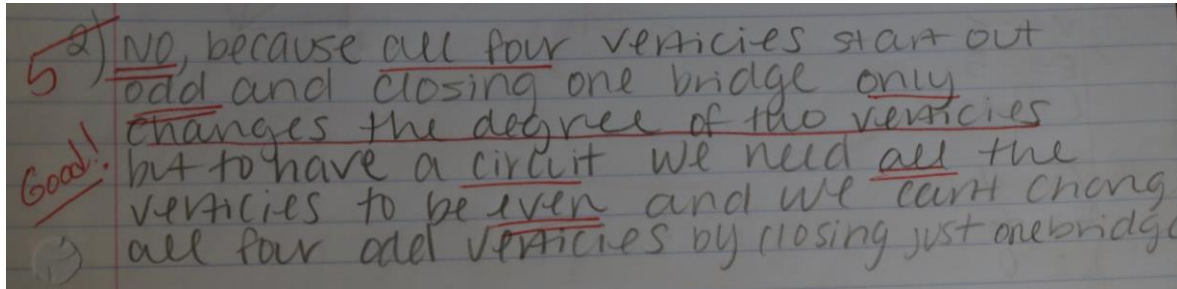 5 2) NO, because all four verticies start out
odd and closing one bridge only
changes the degree of two verticies
Good! but to have a circuit we need all the
verticies to be even and we can't chang
all four odd verticies by closing just one bridge